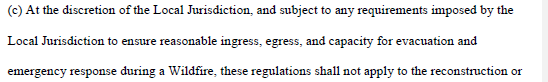 (c) At the discretion of the Local Jurisdiction, and subject to any requirements imposed by the
Local Jurisdiction to ensure reasonable ingress, egress, and capacity for evacuation and
emergency response during a Wildfire, these regulations shall not apply to the reconstruction or